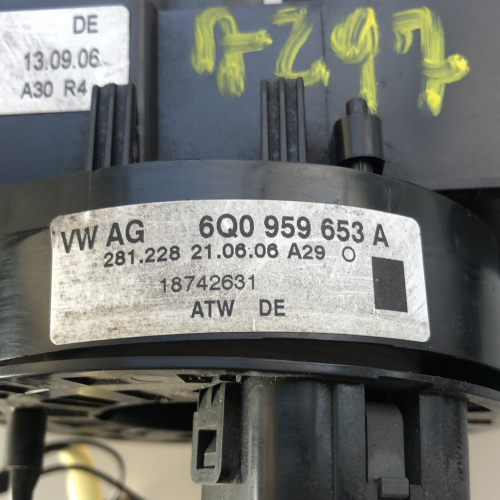 DE
13.09.06
A30 R4
VW AG 6Q0 959 653 A
281.228 21.06.06 A29 O
18742631
ATW DE